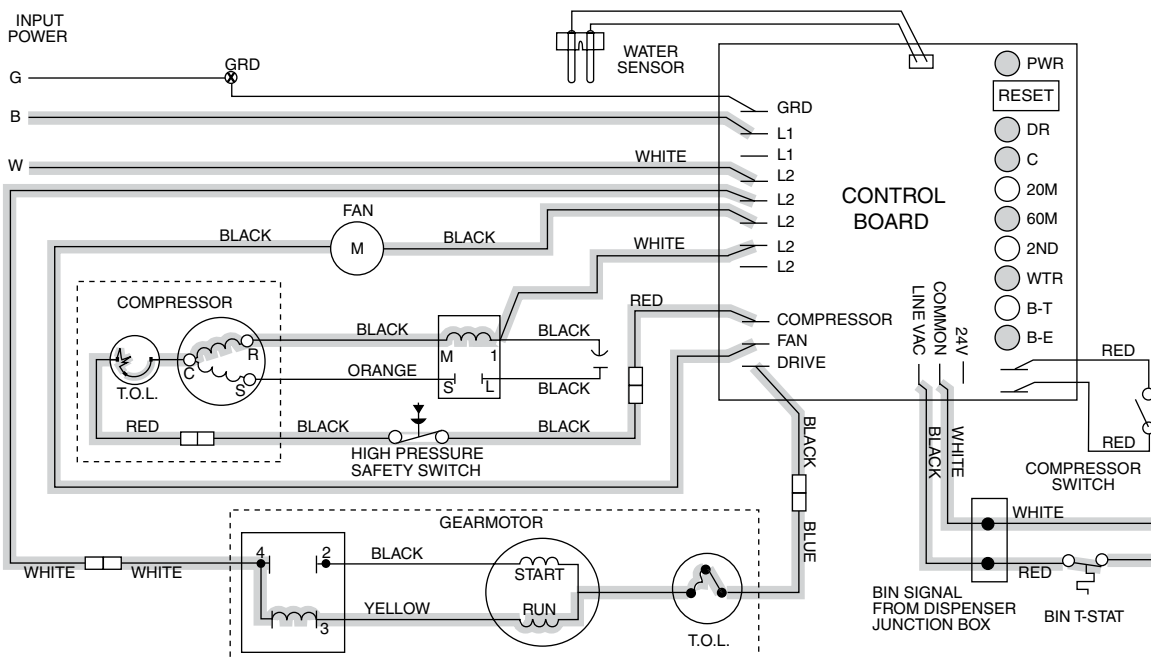 INPUT
POWER
G
GRD
B
W
WHITE
WATER
SENSOR
GRD
L1
L1
L2
L2
L2
L2
L2
CONTROL
BOARD
PWR
RESET
DR
C
20M
60M
2ND
WTR
B-T
B-E
FAN
M
BLACK
BLACK
WHITE
RED
COMPRESSOR
FAN
DRIVE
LINE VAC
COMMON
24V
COMPRESSOR
T.O.L.
C
R
S
BLACK
ORANGE
M
1
S
L
BLACK
BLACK
RED
BLACK
BLACK
HIGH PRESSURE
SAFETY SWITCH
RED
RED
COMPRESSOR
SWITCH
BLACK
BLUE
BLACK
WHITE
WHITE
RED
BIN SIGNAL
FROM DISPENSER
JUNCTION BOX
BIN T-STAT
GEARMOTOR
WHITE
WHITE
4
2
3
BLACK
YELLOW
START
RUN
T.O.L.